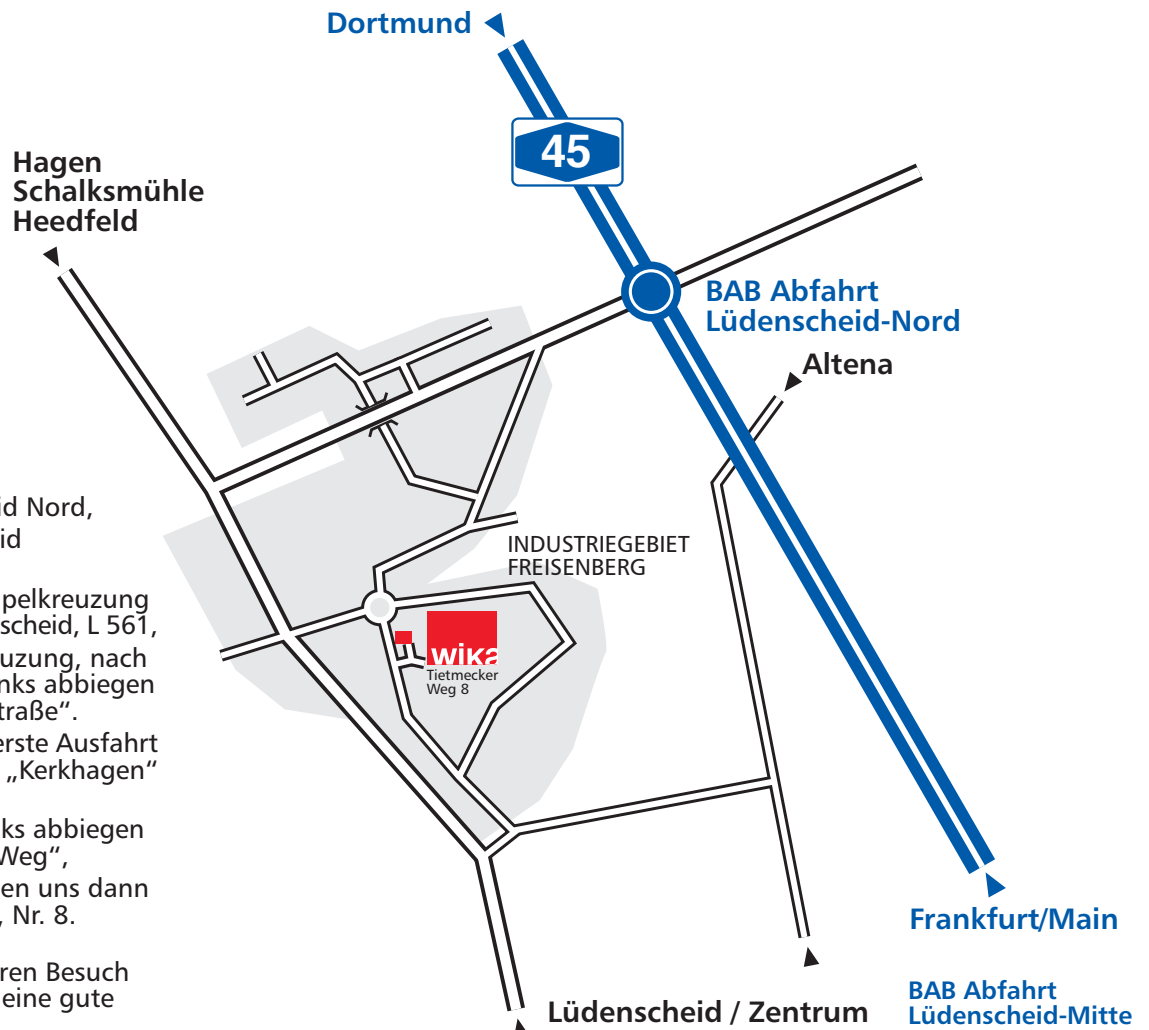 Dortmund
45
Hagen
Schalksmühle
Heedfeld
BAB Abfahrt
Lüdenscheid-Nord
Altena
INDUSTRIEGEBIET
FREISENBERG
wika
Tietmecker
Weg 8
id Nord,
id
pelkreuzung
scheid, L 561,
uzung, nach
nks abbiegen
traße“.
erste Ausfahrt
„Kerkhagen“
ks abbiegen
Weg“,
en uns dann
, Nr. 8.
ren Besuch
eine gute
Frankfurt/Main
BAB Abfahrt
Lüdenscheid-Mitte
Lüdenscheid / Zentrum